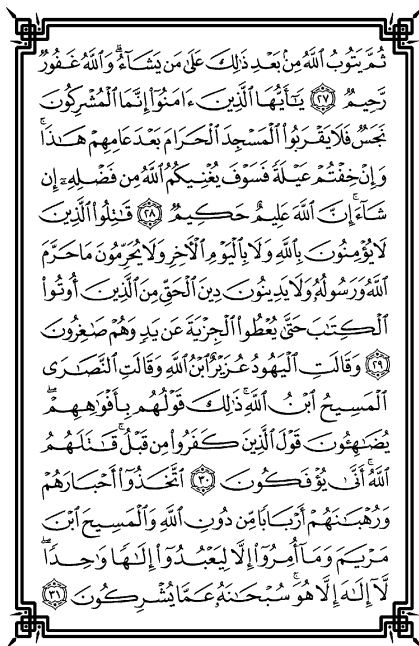 ثُمَّ يَتُوبُ ٱللَّهُ مِنۢ بَعۡدِ ذَٰلِكَ عَلَىٰ مَن يَشَآءُۗ وَٱللَّهُ غَفُورٞ
رَّحِيمٞ ٢٧ يَٰٓأَيُّهَا ٱلَّذِينَ ءَامَنُوٓاْ إِنَّمَا ٱلۡمُشۡرِكُونَ
نَجَسٞ فَلَا يَقۡرَبُواْ ٱلۡمَسۡجِدَ ٱلۡحَرَامَ بَعۡدَ عَامِهِمۡ هَٰذَاۚ
وَإِنۡ خِفۡتُمۡ عَيۡلَةٗ فَسَوۡفَ يُغۡنِيكُمُ ٱللَّهُ مِن فَضۡلِهِۦٓ إِن
شَآءَۚ إِنَّ ٱللَّهَ عَلِيمٌ حَكِيمٞ ٢٨ قَٰتِلُواْ ٱلَّذِينَ
لَا يُؤۡمِنُونَ بِٱللَّهِ وَلَا بِٱلۡيَوۡمِ ٱلۡأٓخِرِ وَلَا يُحَرِّمُونَ مَا حَرَّمَ
ٱللَّهُ وَرَسُولُهُۥ وَلَا يَدِينُونَ دِينَ ٱلۡحَقِّ مِنَ ٱلَّذِينَ أُوتُواْ
ٱلۡكِتَٰبَ حَتَّىٰ يُعۡطُواْ ٱلۡجِزۡيَةَ عَن يَدٖ وَهُمۡ صَٰغِرُونَ
٢٩ وَقَالَتِ ٱلۡيَهُودُ عُزَيۡرٌ ٱبۡنُ ٱللَّهِ وَقَالَتِ ٱلنَّصَٰرَى
ٱلۡمَسِيحُ ٱبۡنُ ٱللَّهِۖ ذَٰلِكَ قَوۡلُهُم بِأَفۡوَٰهِهِمۡۖ
يُضَٰهِـُٔونَ قَوۡلَ ٱلَّذِينَ كَفَرُواْ مِن قَبۡلُۚ قَٰتَلَهُمُ
ٱللَّهُۖ أَنَّىٰ يُؤۡفَكُونَ ٣٠ ٱتَّخَذُوٓاْ أَحۡبَارَهُمۡ
وَرُهۡبَٰنَهُمۡ أَرۡبَابٗا مِّن دُونِ ٱللَّهِ وَٱلۡمَسِيحَ ٱبۡنَ
مَرۡيَمَ وَمَآ أُمِرُوٓاْ إِلَّا لِيَعۡبُدُوٓاْ إِلَٰهٗا وَٰحِدٗاۖ
لَّآ إِلَٰهَ إِلَّا هُوَۚ سُبۡحَٰنَهُۥ عَمَّا يُشۡرِكُونَ ٣١